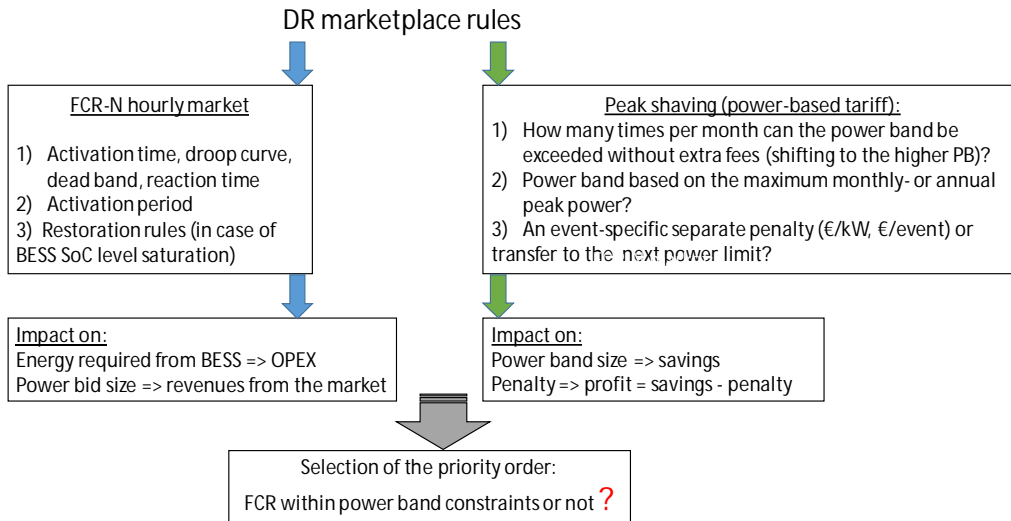 DR marketplace rules
FCR-N hourly market
1) Activation time, droop curve,
dead band, reaction time
2) Activation period
3) Restoration rules (in case of
BESS SoC level saturation)
Peak shaving (power-based tariff):
1) How many times per month can the power band be
exceeded without extra fees (shifting to the higher PB)?
2) Power band based on the maximum monthly- or annual
peak power?
3) An event-specific separate penalty (€/kW, €/event) or
transfer to the next power limit?
Impact on:
Energy required from BESS => OPEX
Power bid size => revenues from the market
Impact on:
Power band size => savings
Penalty => profit = savings - penalty
Selection of the priority order:
FCR within power band constraints or not ?